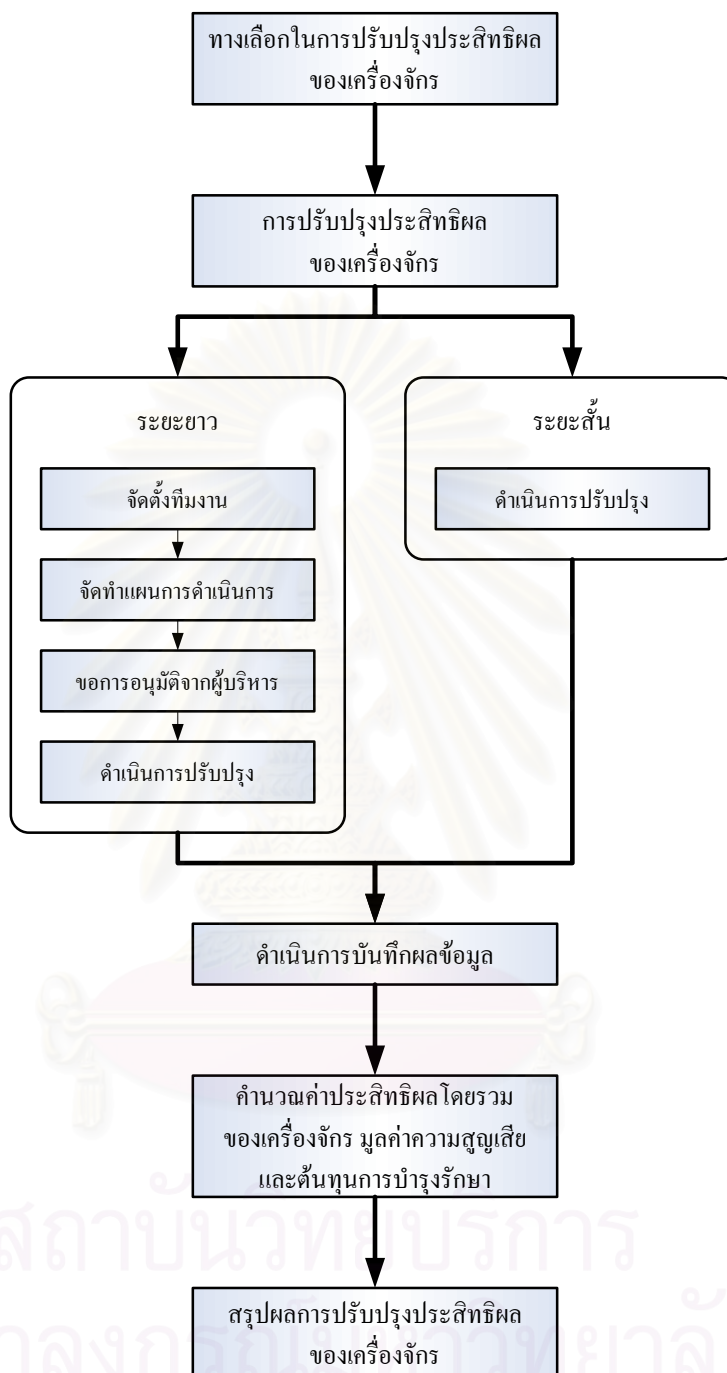 ทางเลือกในการปรับปรุงประสิทธิผล
ของเครื่องจักร
การปรับปรุงประสิทธิผล
ของเครื่องจักร
ระยะยาว
จัดตั้งทีมงาน
จัดทำแผนการดำเนินการ
ขอการอนุมัติจากผู้บริหาร
ดำเนินการปรับปรุง
ระยะสั้น
ดำเนินการปรับปรุง
ดำเนินการบันทึกผลข้อมูล
คำนวณค่าประสิทธิผลโดยรวม
ของเครื่องจักร มูลค่าความสูญเสีย
และต้นทุนการบำรุงรักษา
สถาบันวิทยบริการ
สรุปผลการปรับปรุงประสิทธิผล
ของเครื่องจักร